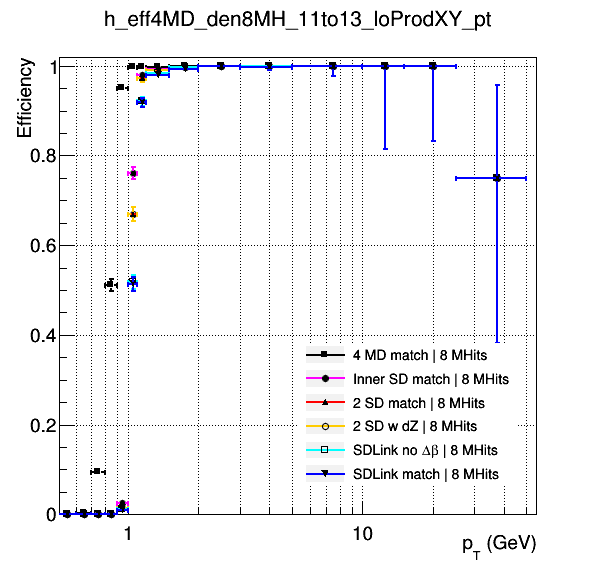 h_eff4MD_den8MH_11to13_loProdXY_pt
Efficiency
1
0.8
0.6
0.4
0.2
0
4 MD match | 8 MHits
Inner SD match | 8 MHits
2 SD match | 8 MHits
2 SD w dZ | 8 MHits
SDLink no Δβ | 8 MHits
SDLink match | 8 MHits
1
10
p_T (GeV)